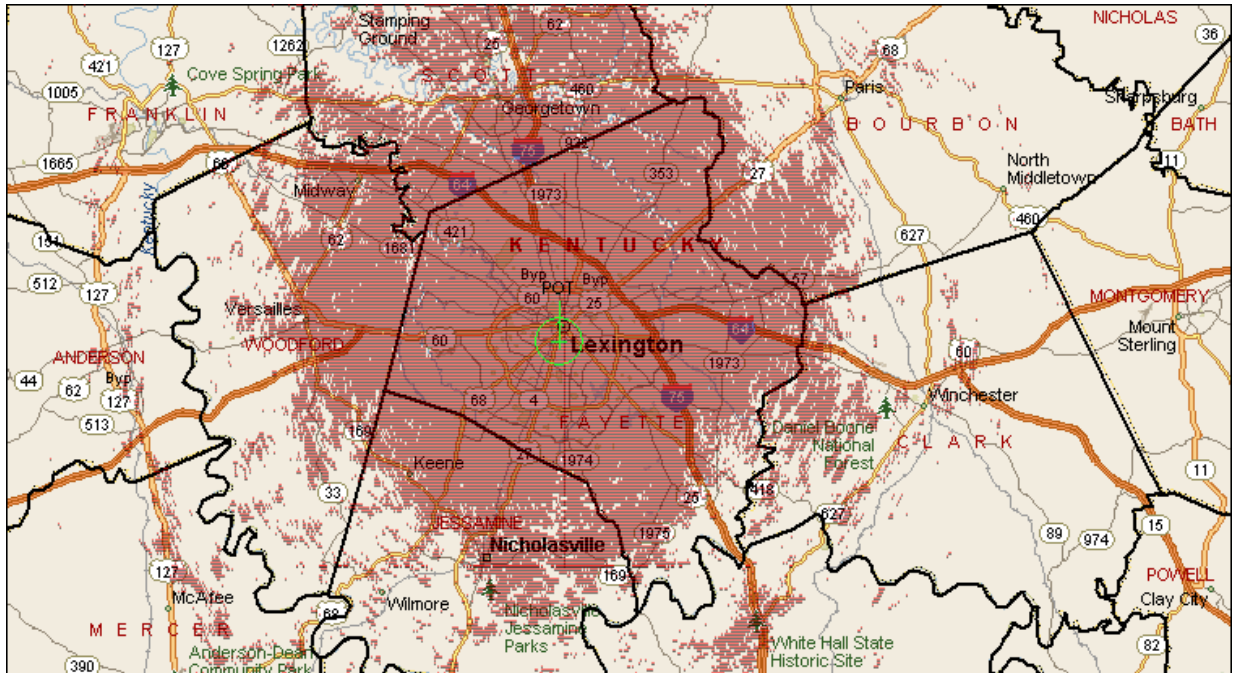 Stamping
Ground
62
NICHOLAS
36
127
1262
25
421
68
Cove Spring Park
SCOTT
460
Paris
1005
Georgetown
Sharpsburg
FRANKLIN
BOURBON
BATH
922
75
1665
North
Middletown
11
Midway
64
353
27
1973
Kentucky
460
62
421
151
168
KENTUCKY
627
512
Byp
Byp
57
127
POT
60
25
MONTGOMERY
Versailles
Mount
Sterling
64
60
WOODFORD
Lexington
60
ANDERSON
1973
44
62
Byp
127
68
4
75
Winchester
513
FAYETTE
Daniel Boone
National
Forest
169
CLARK
27
1974
Keene
11
33
25
418
627
15
JESSAMINE
1975
89
974
Nicholasville
127
169
POWELL
McAfee
68
Wilmore
Clay City
Nicholasville
Jessamine
Parks
MERCER
White Hall State
Historic Site
82
Anderson-Dean
Community Park
390